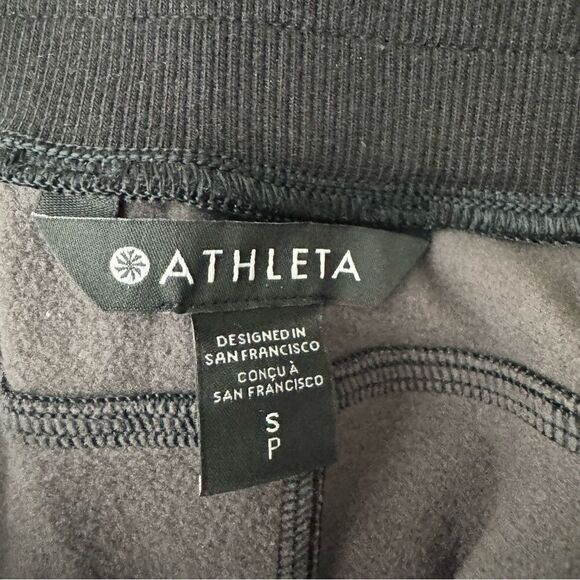 ATHLETA
DESIGNED IN
SAN FRANCISCO
CONÇU À
SAN FRANCISCO
S
P